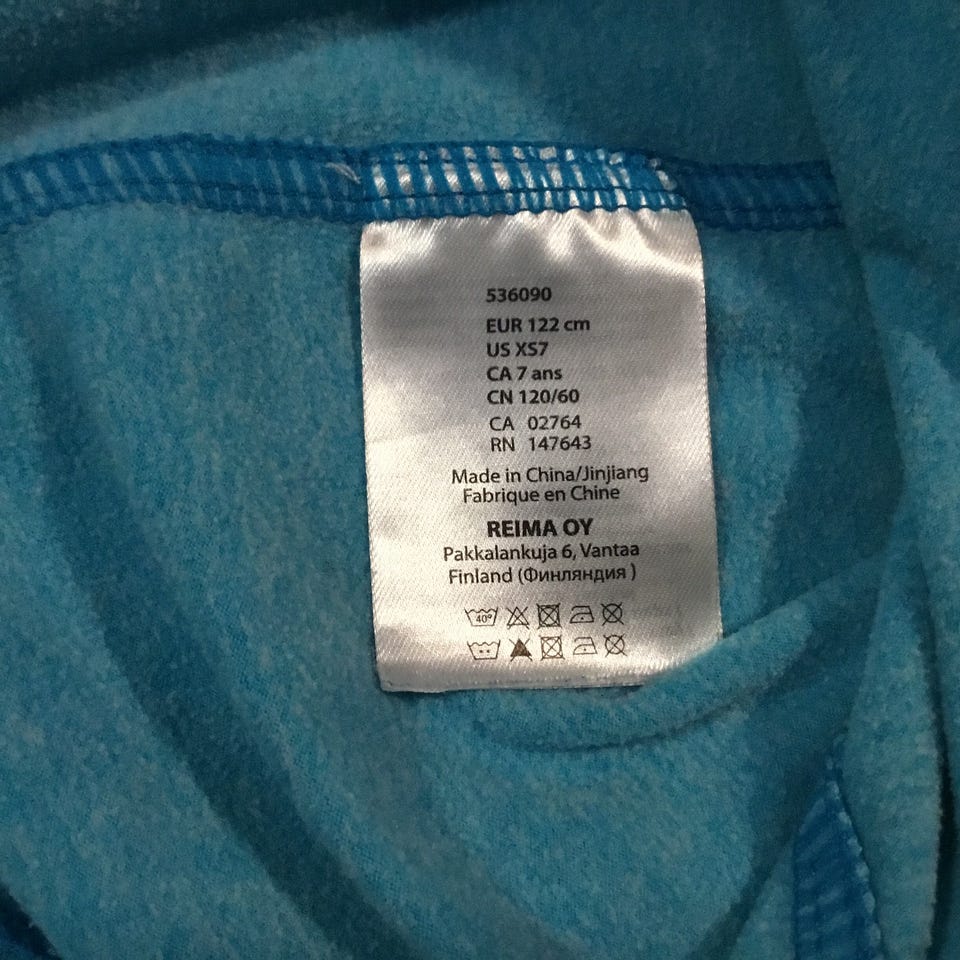 536090
EUR 122 cm
US XS7
CA 7 ans
CN 120/60
CA 02764
RN 147643
Made in China/Jinjiang
Fabrique en Chine
REIMA OY
Pakkalankuja 6, Vantaa
Finland (Финляндия )
40º